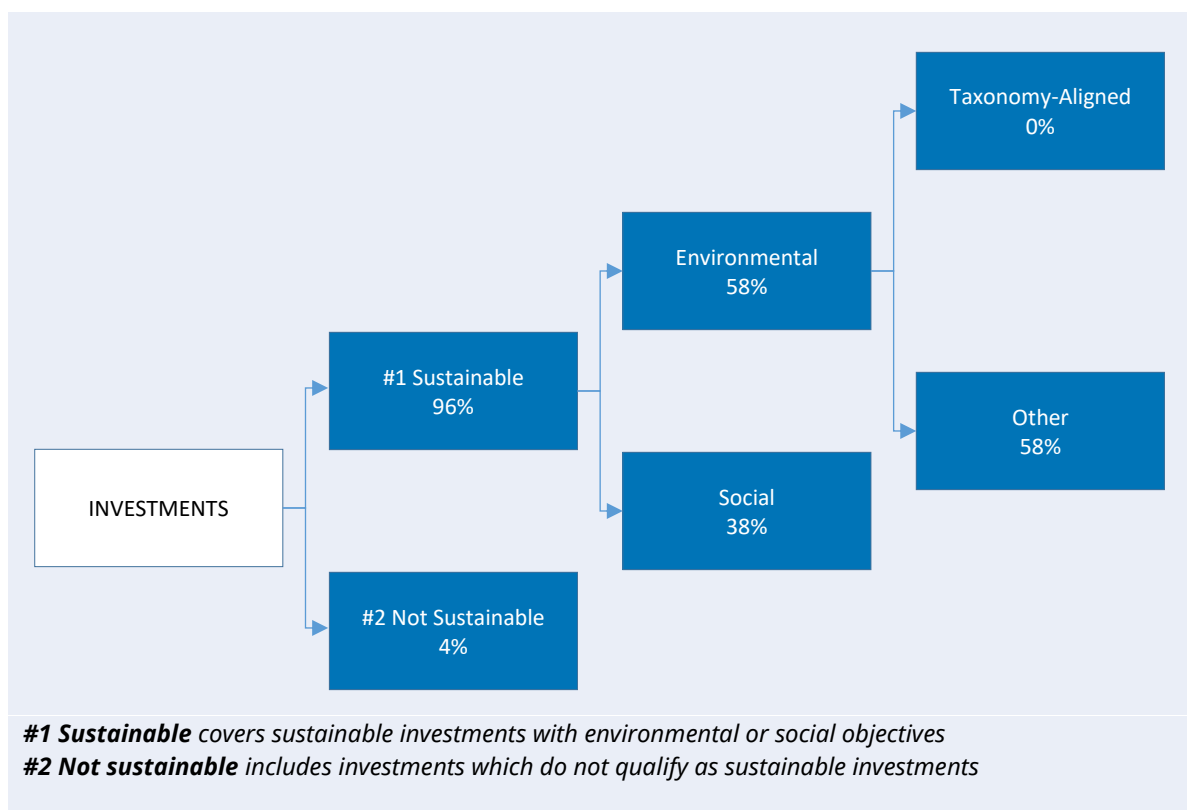 INVESTMENTS
#1 Sustainable
96%
#2 Not Sustainable
4%
Environmental
58%
Social
38%
Taxonomy-Aligned
0%
Other
58%
#1 Sustainable covers sustainable investments with environmental or social objectives
#2 Not sustainable includes investments which do not qualify as sustainable investments